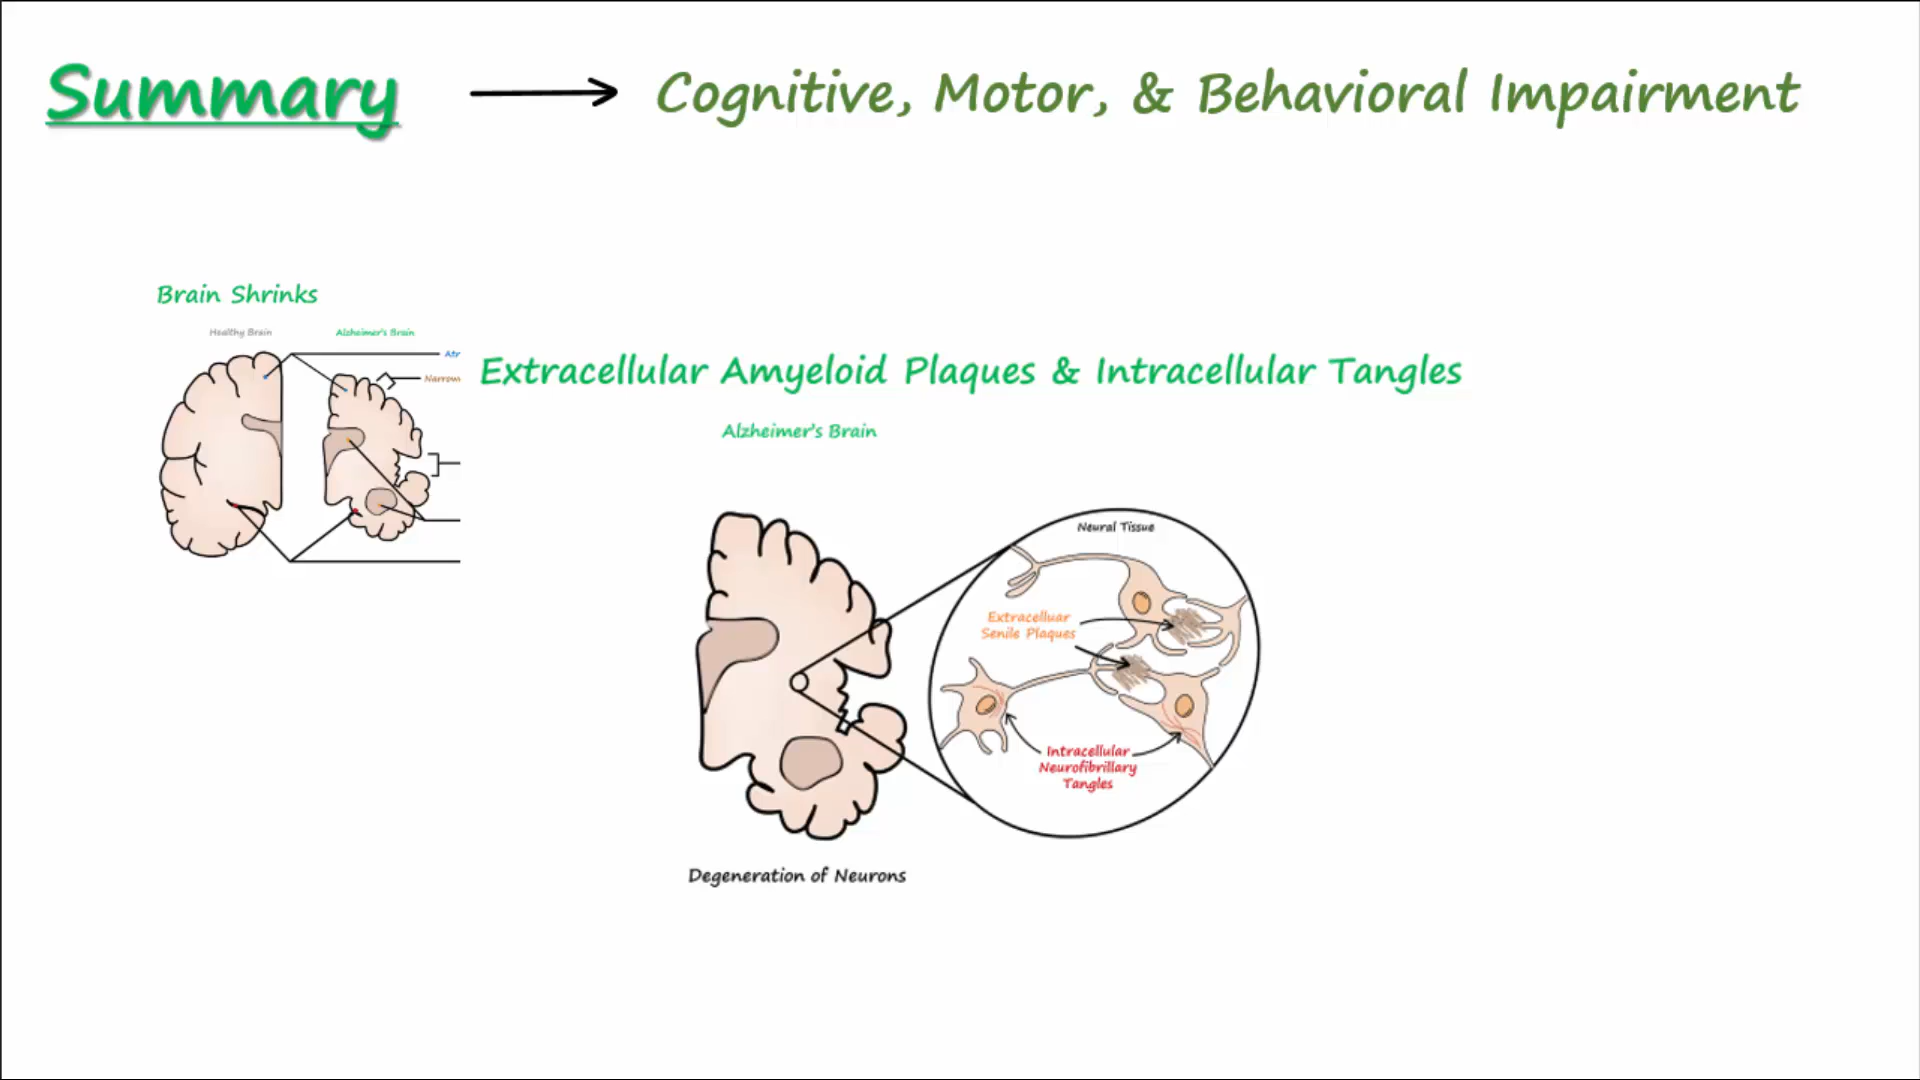 Summary
Cognitive, Motor, & Behavioral Impairment
Brain Shrinks
Healthy Brain
Alzheimer's Brain
Atr
Narrow
Extracellular Amyeloid Plaques & Intracellular Tangles
Alzheimer's Brain
Neural Tissue
Extracelluar
Senile Plaques
Intracellular
Neurofibrillary
Tangles
Degeneration of Neurons